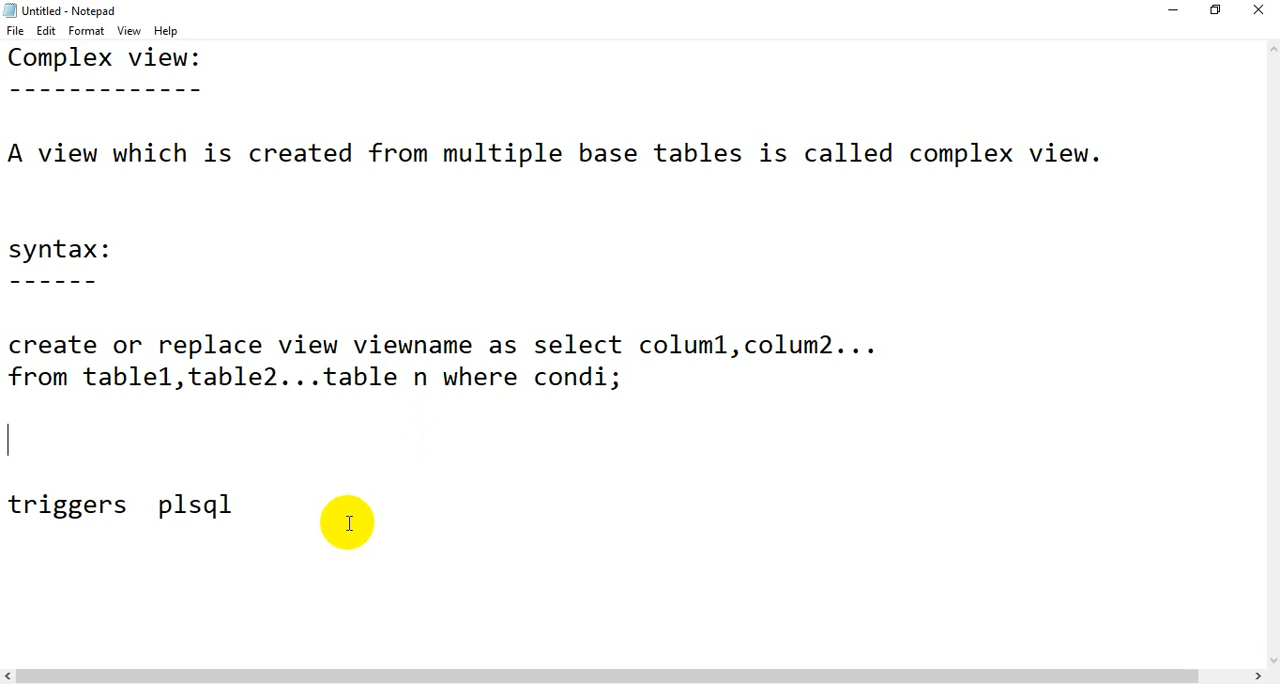 Untitled - Notepad
File Edit Format View Help
Complex view:
-------------
A view which is created from multiple base tables is called complex view.
syntax:
------
create or replace view viewname as select colum1,colum2...
from table1,table2...table n where condi;
triggers  plsql